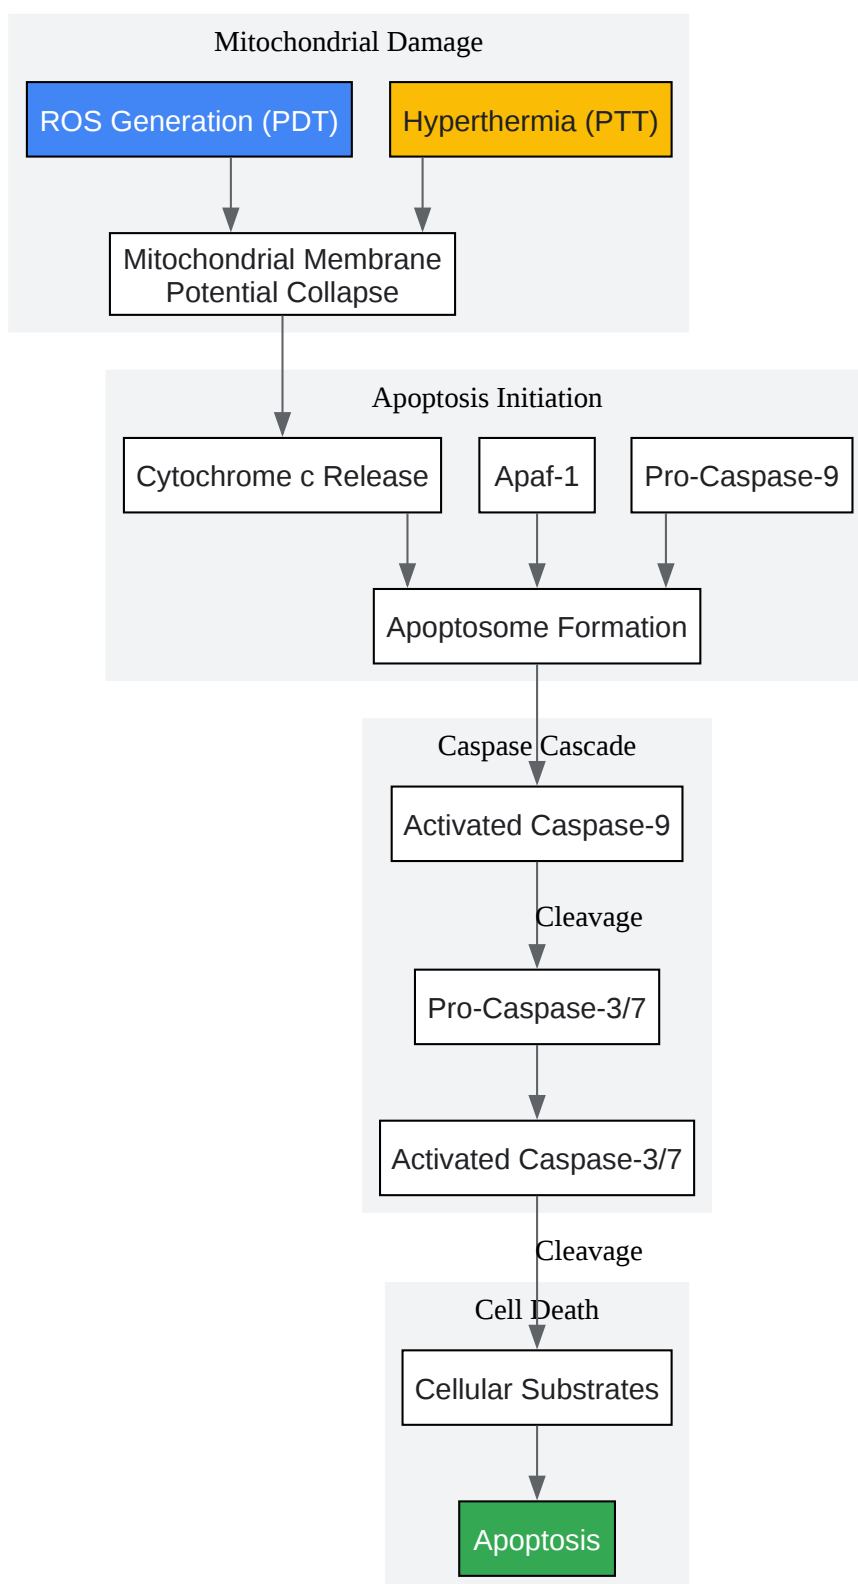 Mitochondrial Damage
ROS Generation (PDT)
Hyperthermia (PTT)
Mitochondrial Membrane
Potential Collapse
Apoptosis Initiation
Cytochrome c Release
Apaf-1
Pro-Caspase-9
Apoptosome Formation
Caspase Cascade
Activated Caspase-9
Cleavage
Pro-Caspase-3/7
Activated Caspase-3/7
Cleavage
Cell Death
Cellular Substrates
Apoptosis